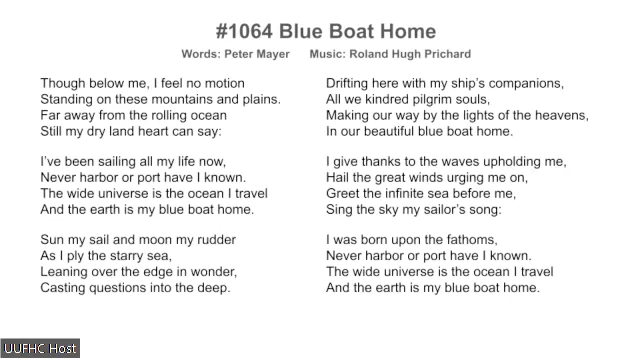 #1064 Blue Boat Home
Words: Peter Mayer Music: Roland Hugh Prichard
Though below me, I feel no motion
Standing on these mountains and plains.
Far away from the rolling ocean
Still my dry land heart can say:
I've been sailing all my life now,
Never harbor or port have I known.
The wide universe is the ocean I travel
And the earth is my blue boat home.
Sun my sail and moon my rudder
As I ply the starry sea,
Leaning over the edge in wonder,
Casting questions into the deep.
Drifting here with my ship's companions,
All we kindred pilgrim souls,
Making our way by the lights of the heavens,
In our beautiful blue boat home.
I give thanks to the waves upholding me,
Hail the great winds urging me on,
Greet the infinite sea before me,
Sing the sky my sailor's song:
I was born upon the fathoms,
Never harbor or port have I known.
The wide universe is the ocean I travel
And the earth is my blue boat home.
UUFHC Host